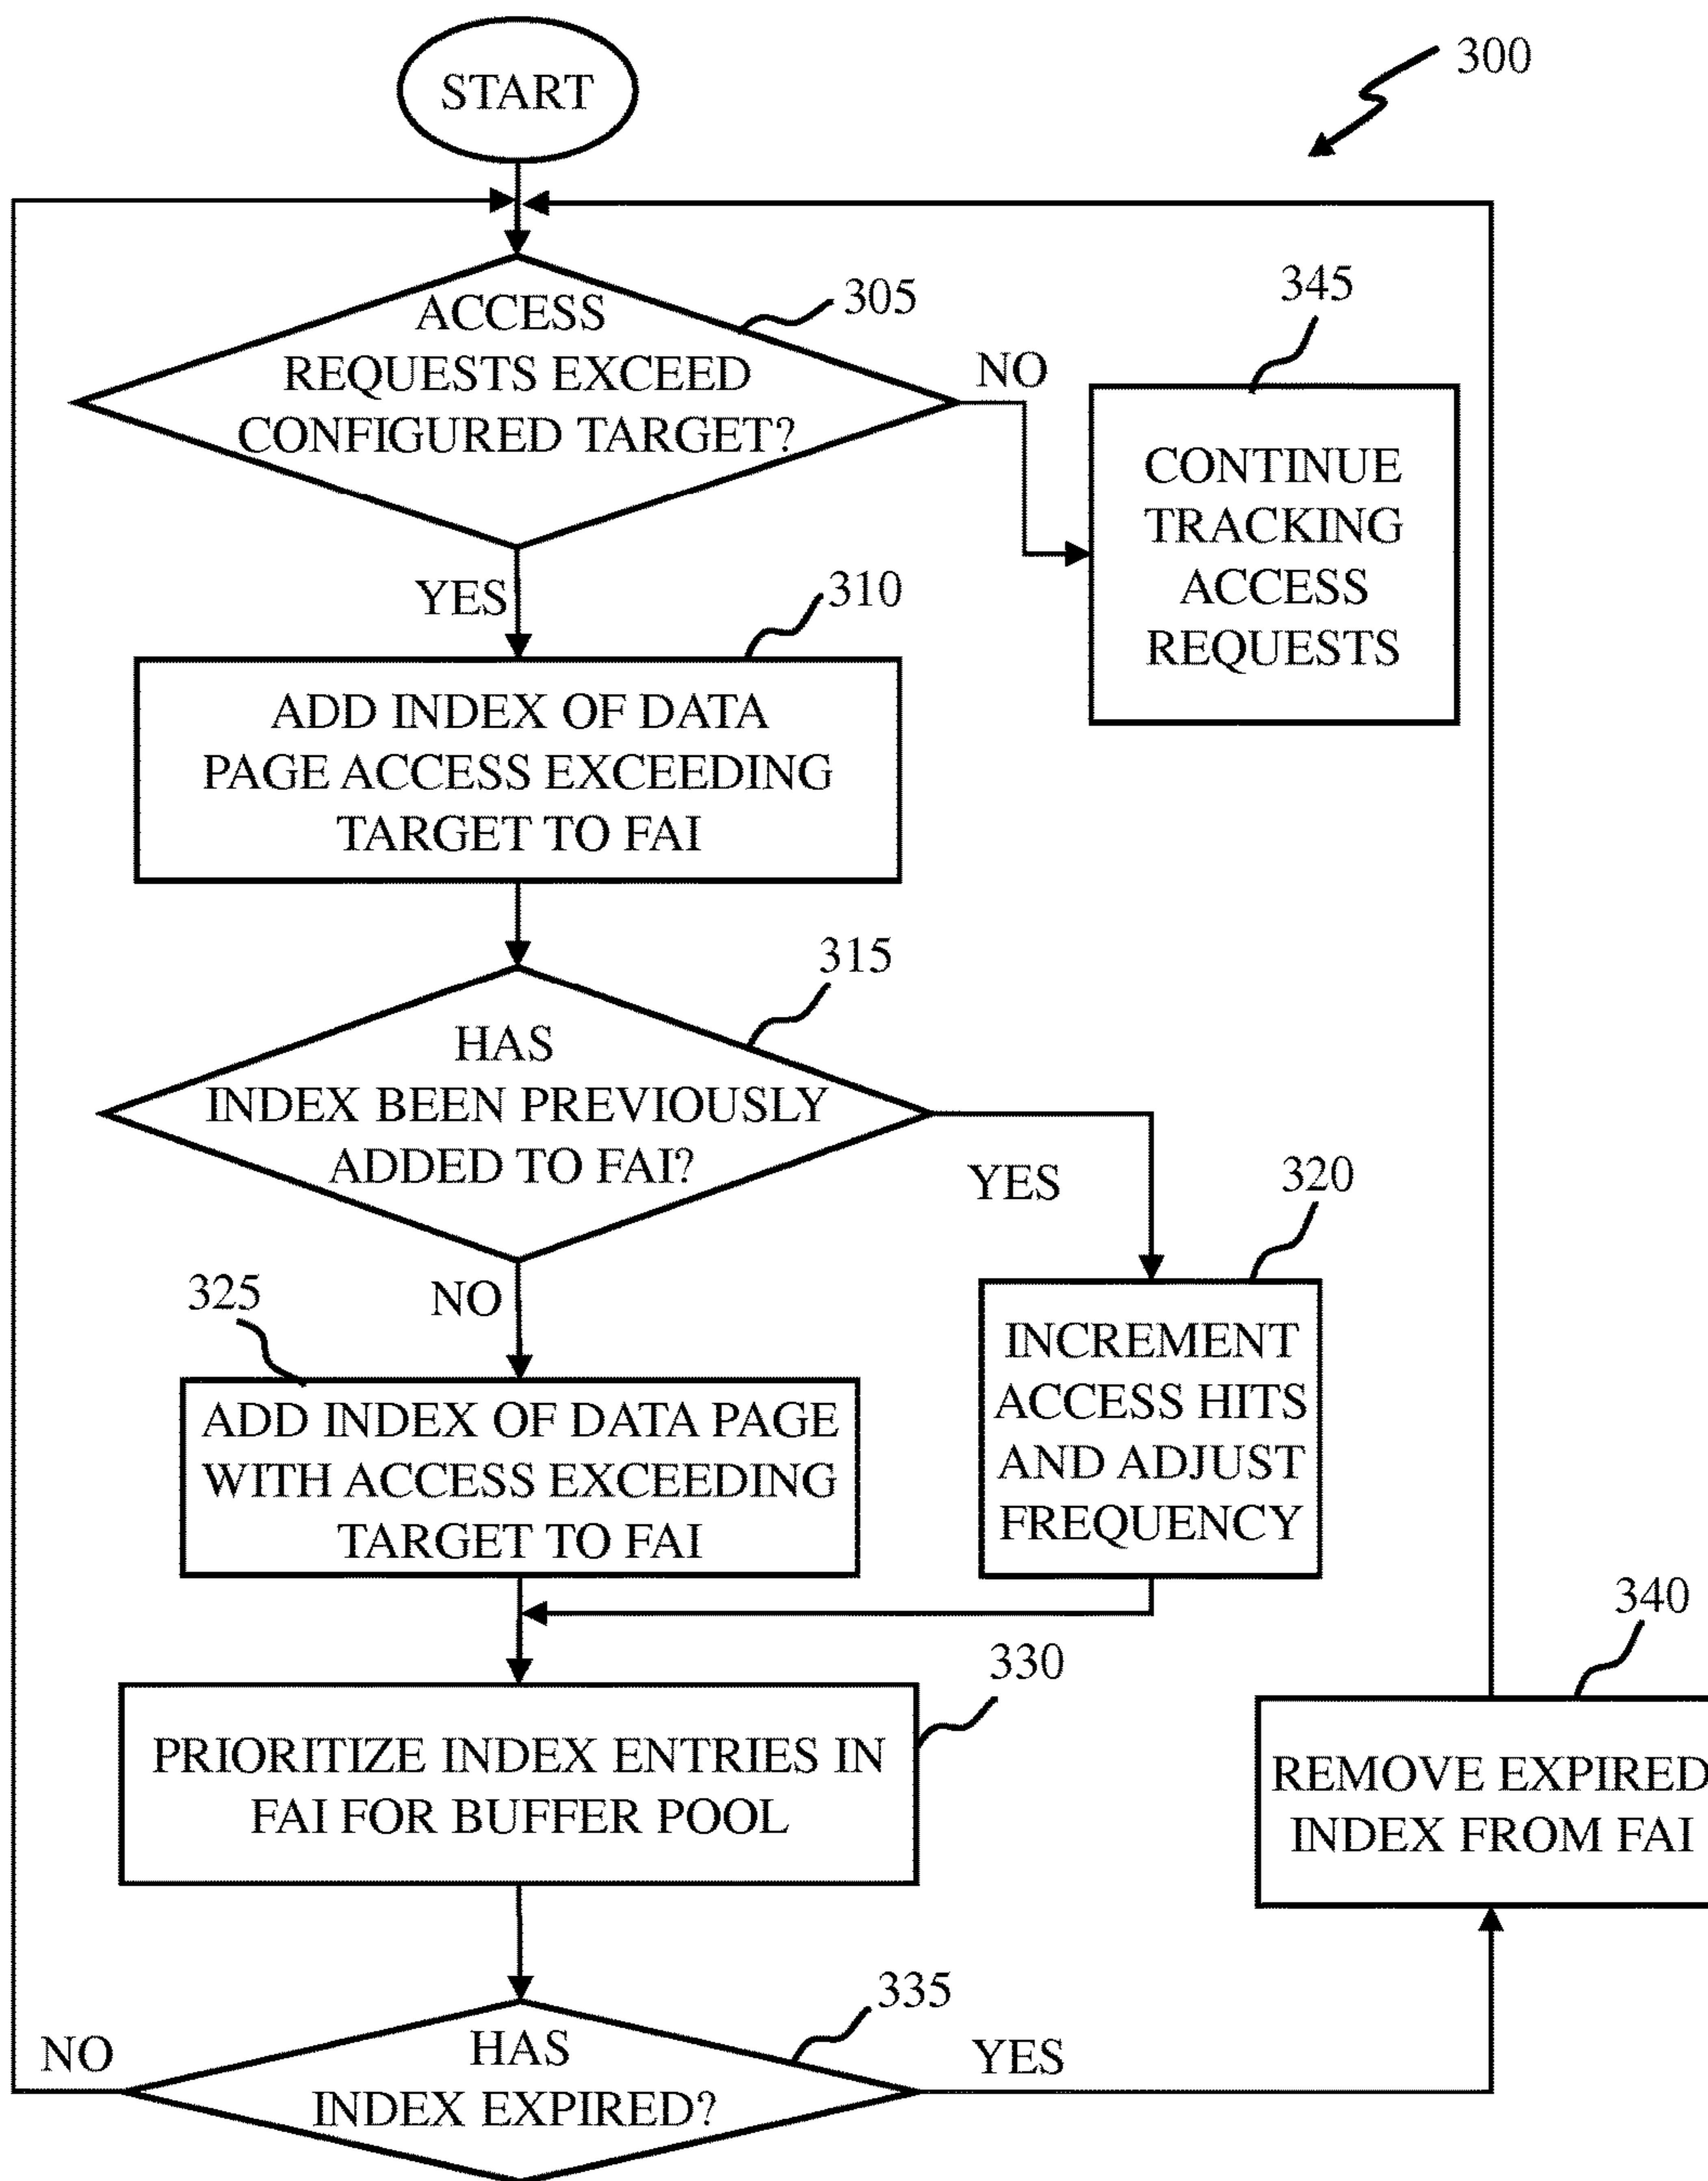 START
300
ACCESS
REQUESTS EXCEED
CONFIGURED TARGET?
305
NO
345
CONTINUE
TRACKING
ACCESS
REQUESTS
YES
310
ADD INDEX OF DATA
PAGE ACCESS EXCEEDING
TARGET TO FAI
315
HAS
INDEX BEEN PREVIOUSLY
ADDED TO FAI?
YES
320
INCREMENT
ACCESS HITS
AND ADJUST
FREQUENCY
NO
325
ADD INDEX OF DATA PAGE
WITH ACCESS EXCEEDING
TARGET TO FAI
330
PRIORITIZE INDEX ENTRIES IN
FAI FOR BUFFER POOL
340
REMOVE EXPIRED
INDEX FROM FAI
335
HAS
INDEX EXPIRED?
NO
YES